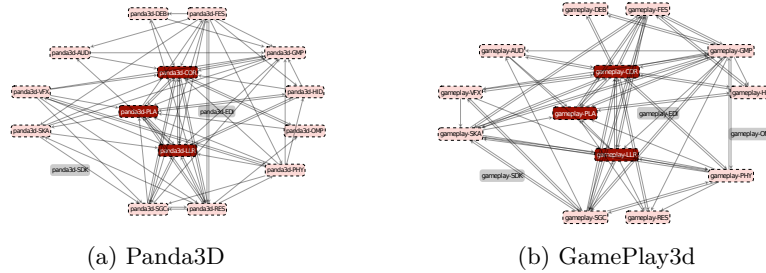 panda3d-DEB panda3d-FES
panda3d-AUD panda3d-GMP
panda3d-COR
panda3d-VFX panda3d-HID
panda3d-PLA panda3d-EDI
panda3d-SKA panda3d-OMP
panda3d-LLR
panda3d-SDK panda3d-PHY
panda3d-SGC panda3d-RES
(a) Panda3D
gameplay-DEB gameplay-FES
gameplay-AUD gameplay-GMP
gameplay-COR
gameplay-VFX gameplay-H
gameplay-PLA gameplay-EDI
gameplay-SKA gameplay-OM
gameplay-LLR
gameplay-SDK gameplay-PHY
gameplay-SGC gameplay-RES
(b) GamePlay3d